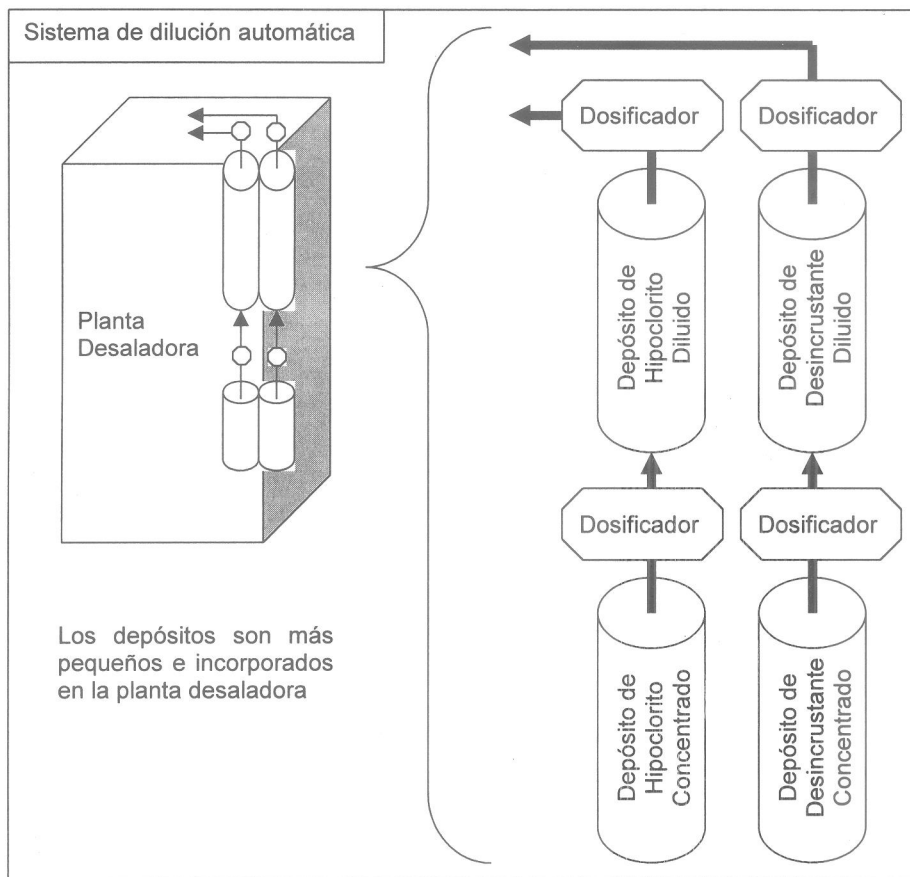 Sistema de dilución automática
Planta
Desaladora
Los depósitos son más
pequeños e incorporados
en la planta desaladora
Dosificador
Dosificador
Depósito de
Hipoclorito
Diluido
Depósito de
Desincrustante
Diluido
Dosificador
Dosificador
Depósito de
Hipoclorito
Concentrado
Depósito de
Desincrustante
Concentrado